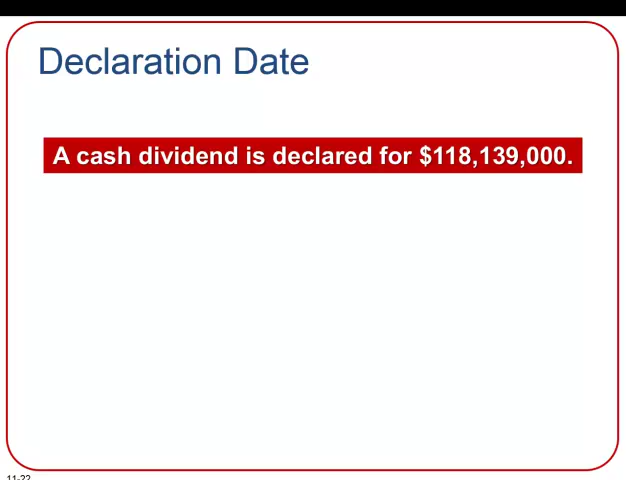 Declaration Date
A cash dividend is declared for $118,139,000.
11-22